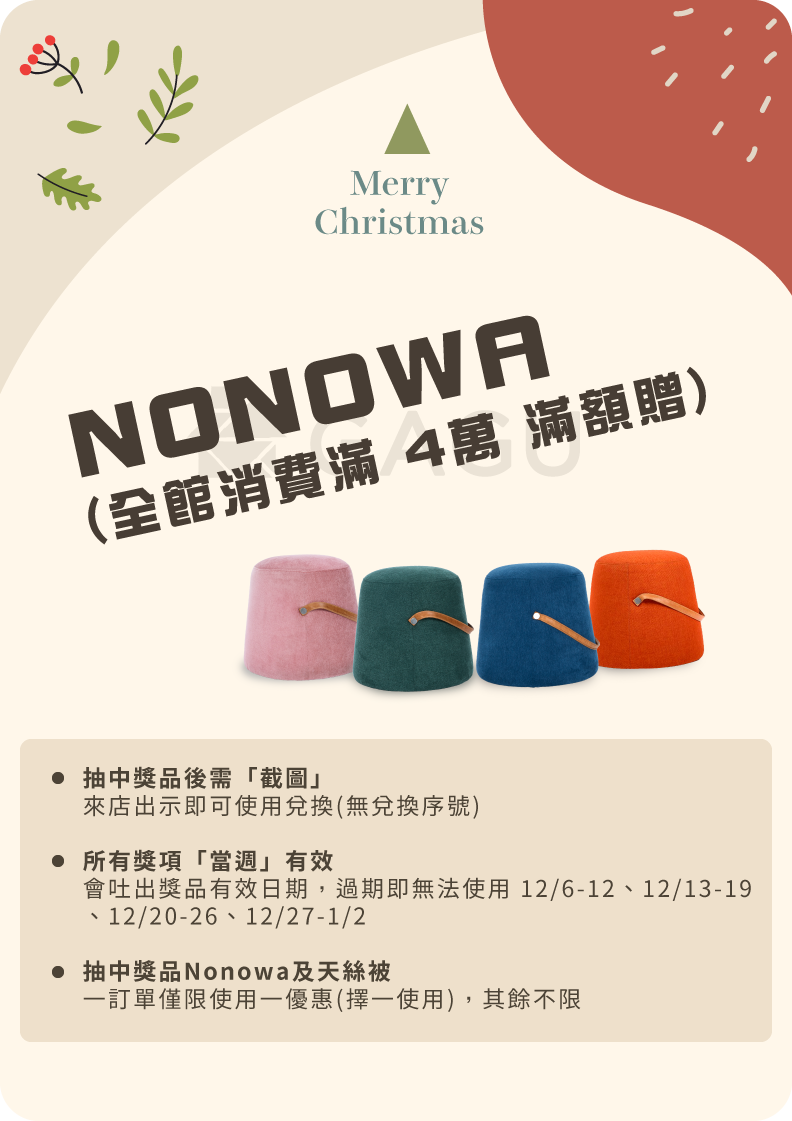 Merry
Christmas
NONOWA
GAGU
(全館消費滿 4萬 滿額贈)
抽中獎品後需「截圖」
來店出示即可使用兌換(無兌換序號)
所有獎項「當週」有效
會吐出獎品有效日期，過期即無法使用 12/6-12、12/13-19
、12/20-26、12/27-1/2
抽中獎品Nonowa及天絲被
一訂單僅限使用一優惠(擇一使用)，其餘不限